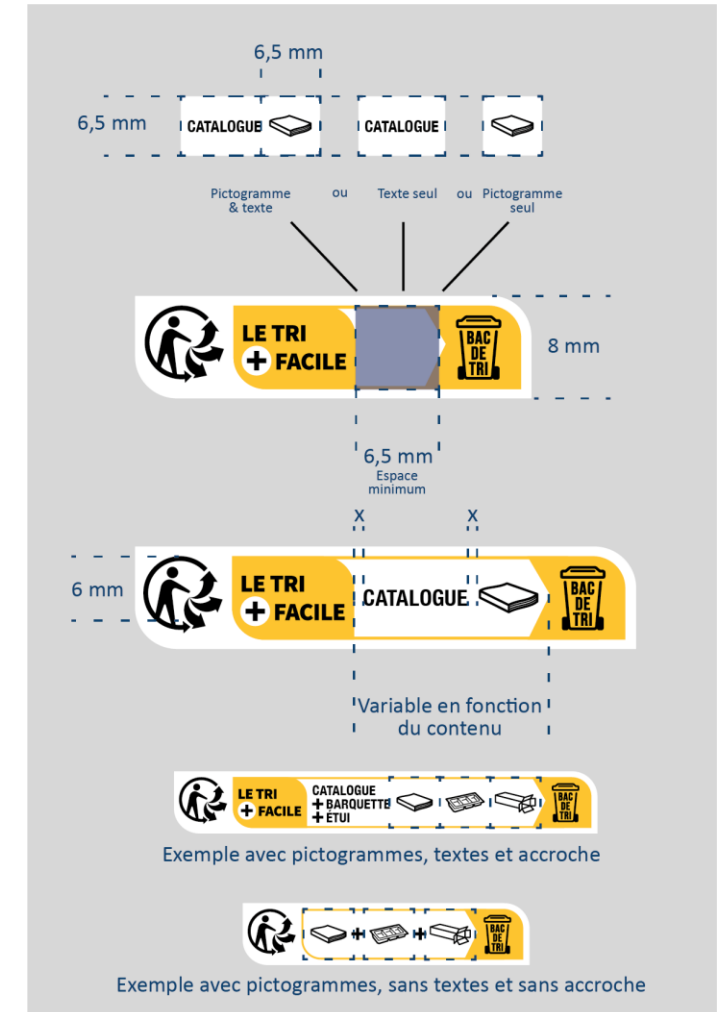 6,5 mm
6,5 mm
CATALOGUE
CATALOGUE
Pictogramme
& texte
ou
Texte seul
ou
Pictogramme
seul
LE TRI
+ FACILE
BAC
DE
TRI
8 mm
6,5 mm
Espace
minimum
x
x
6 mm
LE TRI
+ FACILE
CATALOGUE
BAC
DE
TRI
Variable en fonction
du contenu
LE TRI
+ FACILE
CATALOGUE
+ BARQUETTE
+ ÉTUI
BAC
DE
TRI
Exemple avec pictogrammes, textes et accroche
+
+
BAC
DE
TRI
Exemple avec pictogrammes, sans textes et sans accroche